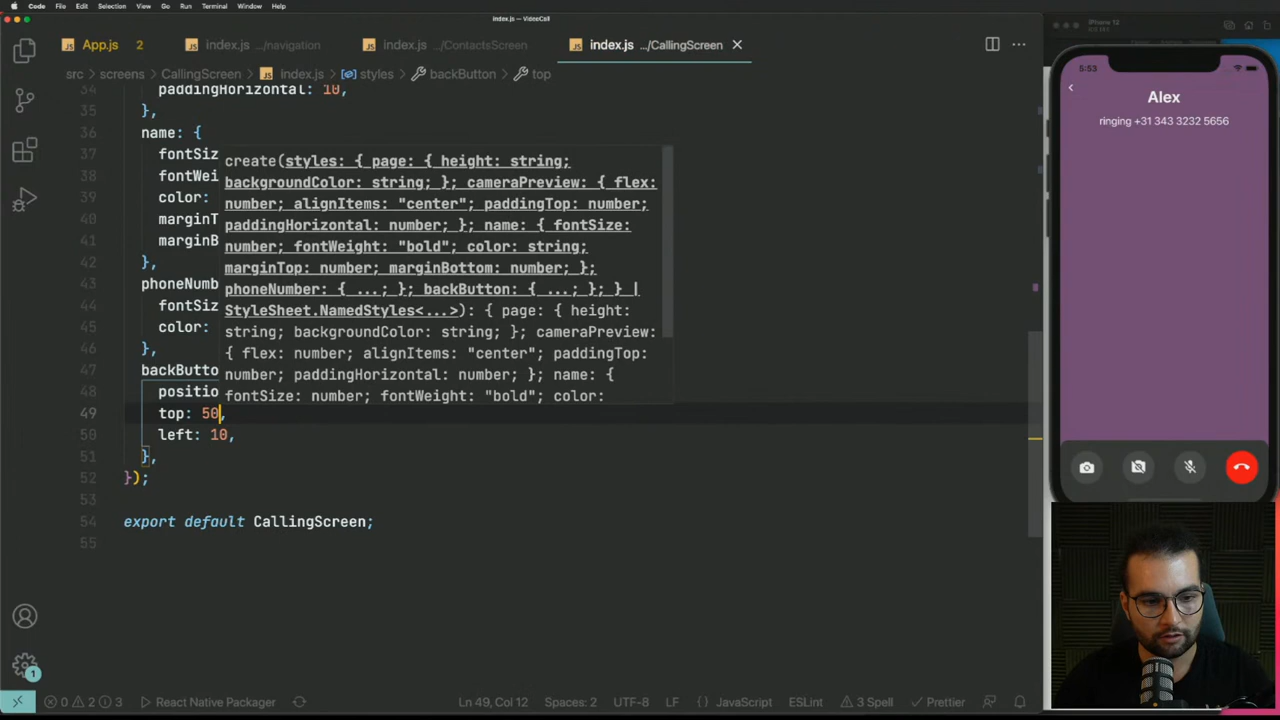 Code File Edit Selection View Go Run Terminal Window Help
index.js — VideoCall
App.js 2
index.js .../navigation
index.js .../ContactsScreen
index.js .../CallingScreen
src > screens > CallingScreen > index.js > styles > backButton > top
34 paddingHorizontal: 10,
35 },
36 name: {
37 fontSiz
38 fontWei
39 color:
40 marginT
41 marginB
42 },
43 phoneNumb
44 fontSiz
45 color:
46 },
47 backButto
48 positio
49 top: 50,
50 left: 10,
51 },
52 });
53
54 export default CallingScreen;
55
create(styles: { page: { height: string;
backgroundColor: string; }; cameraPreview: { flex:
number; alignItems: "center"; paddingTop: number;
paddingHorizontal: number; }; name: { fontSize:
number; fontWeight: "bold"; color: string;
marginTop: number; marginBottom: number; };
phoneNumber: { ...; }; backButton: { ...; }; } |
StyleSheet.NamedStyles<...>): { page: { height:
string; backgroundColor: string; }; cameraPreview:
{ flex: number; alignItems: "center"; paddingTop:
number; paddingHorizontal: number; }; name: {
fontSize: number; fontWeight: "bold"; color:
1
0 2 3 React Native Packager Ln 49, Col 12 Spaces: 2 UTF-8 LF {} JavaScript ESLint 3 Spell Prettier
iPhone 12
5:53
Alex
ringing +31 343 3232 5656